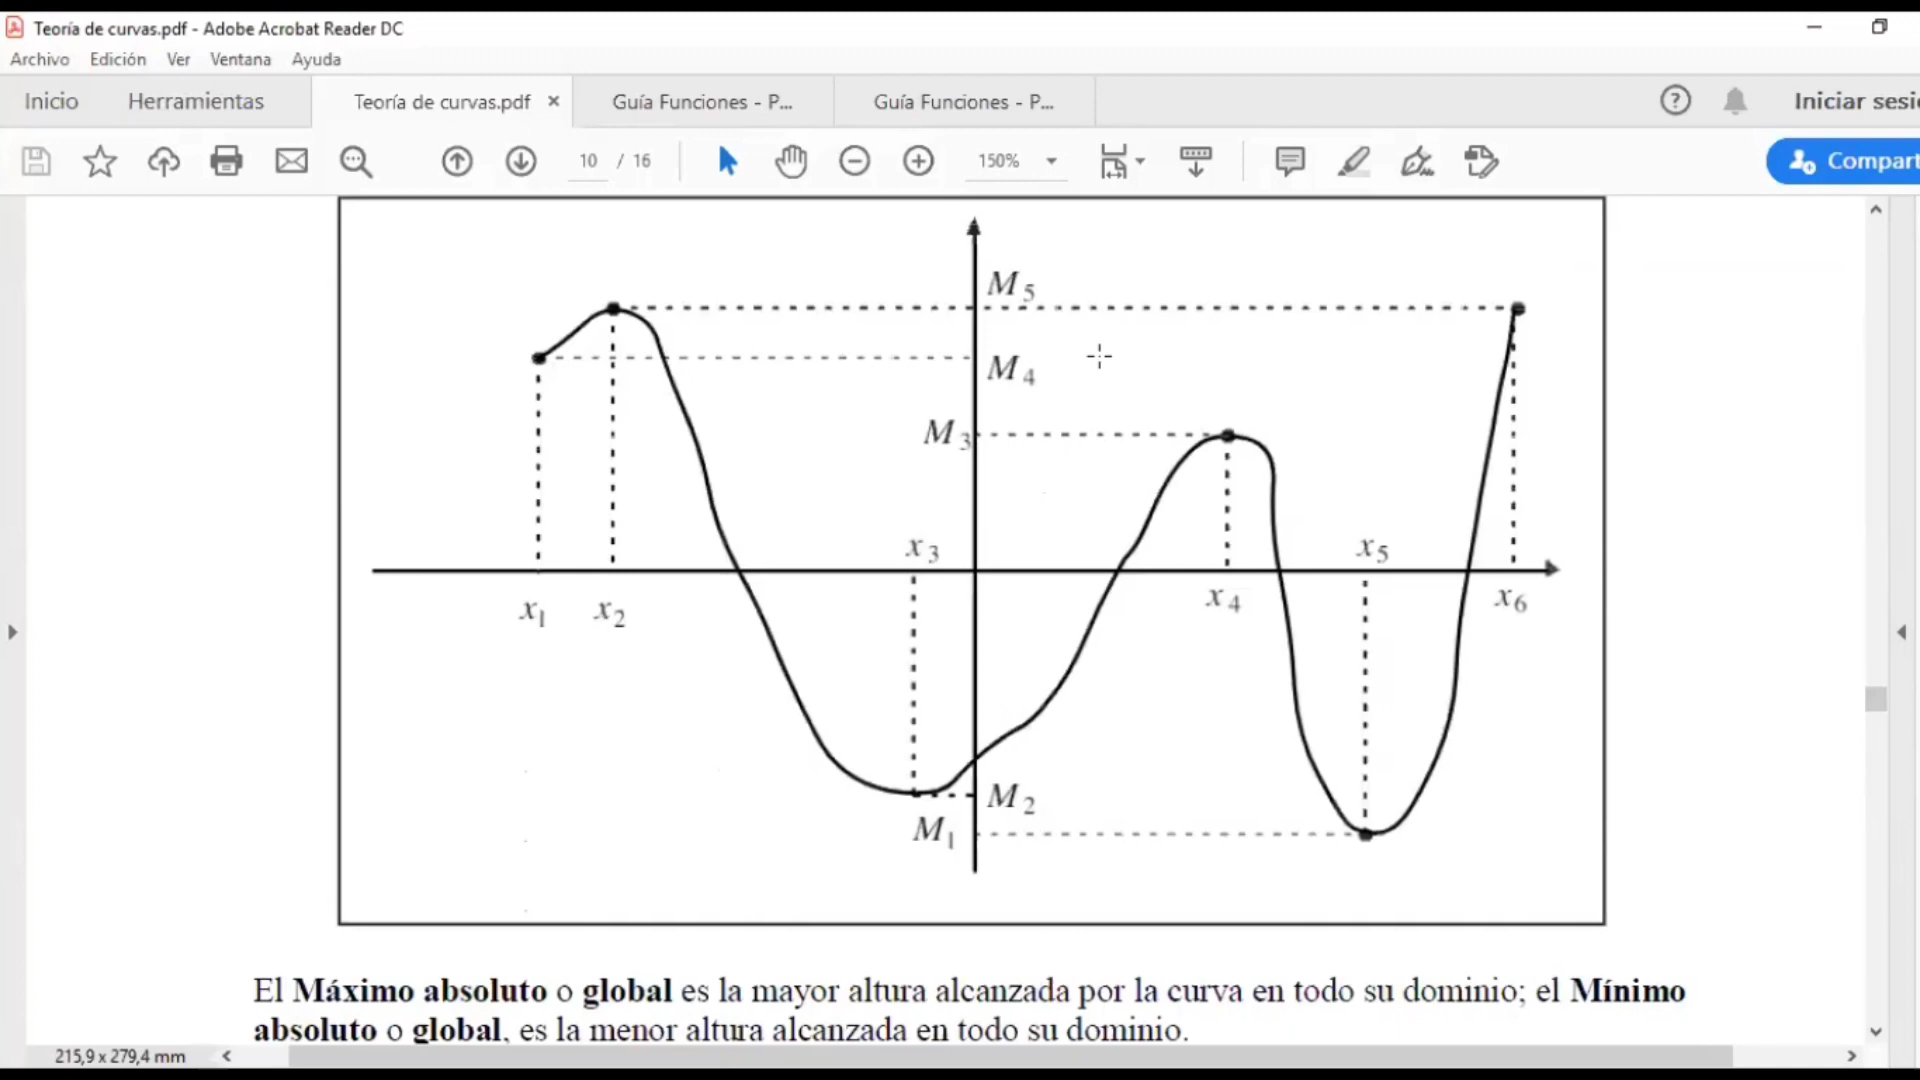 Teoría de curvas.pdf - Adobe Acrobat Reader DC
Archivo Edición Ver Ventana Ayuda
Inicio Herramientas Teoría de curvas.pdf × Guía Funciones - P... Guía Funciones - P... Iniciar sesi
10 / 16 150% Compart
M5
M4
M3
x3 x5
x1 x2 x4 x6
M2
M1
El Máximo absoluto o global es la mayor altura alcanzada por la curva en todo su dominio; el Mínimo
absoluto o global, es la menor altura alcanzada en todo su dominio.
215,9 x 279,4 mm